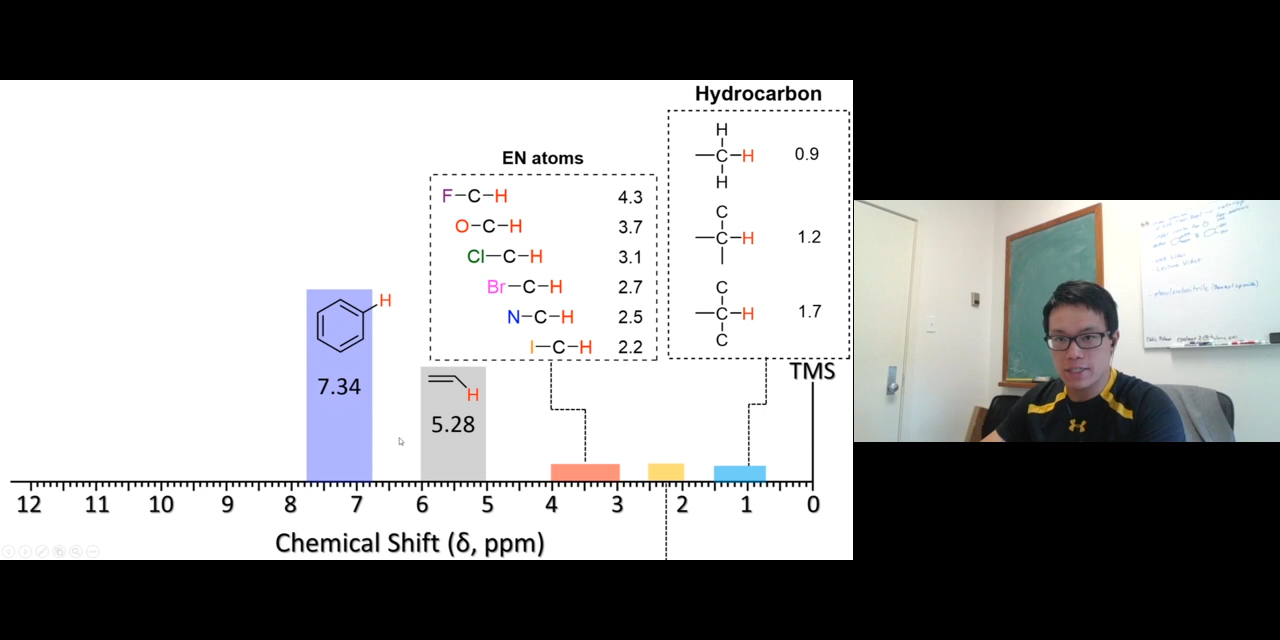 Hydrocarbon
H
C H
H
0.9
C
C H
1.2
C
C H
C
1.7
EN atoms
F C H 4.3
O C H 3.7
Cl C H 3.1
Br C H 2.7
N C H 2.5
I C H 2.2
H
7.34
H
5.28
TMS
12 11 10 9 8 7 6 5 4 3 2 1 0
Chemical Shift (δ, ppm)